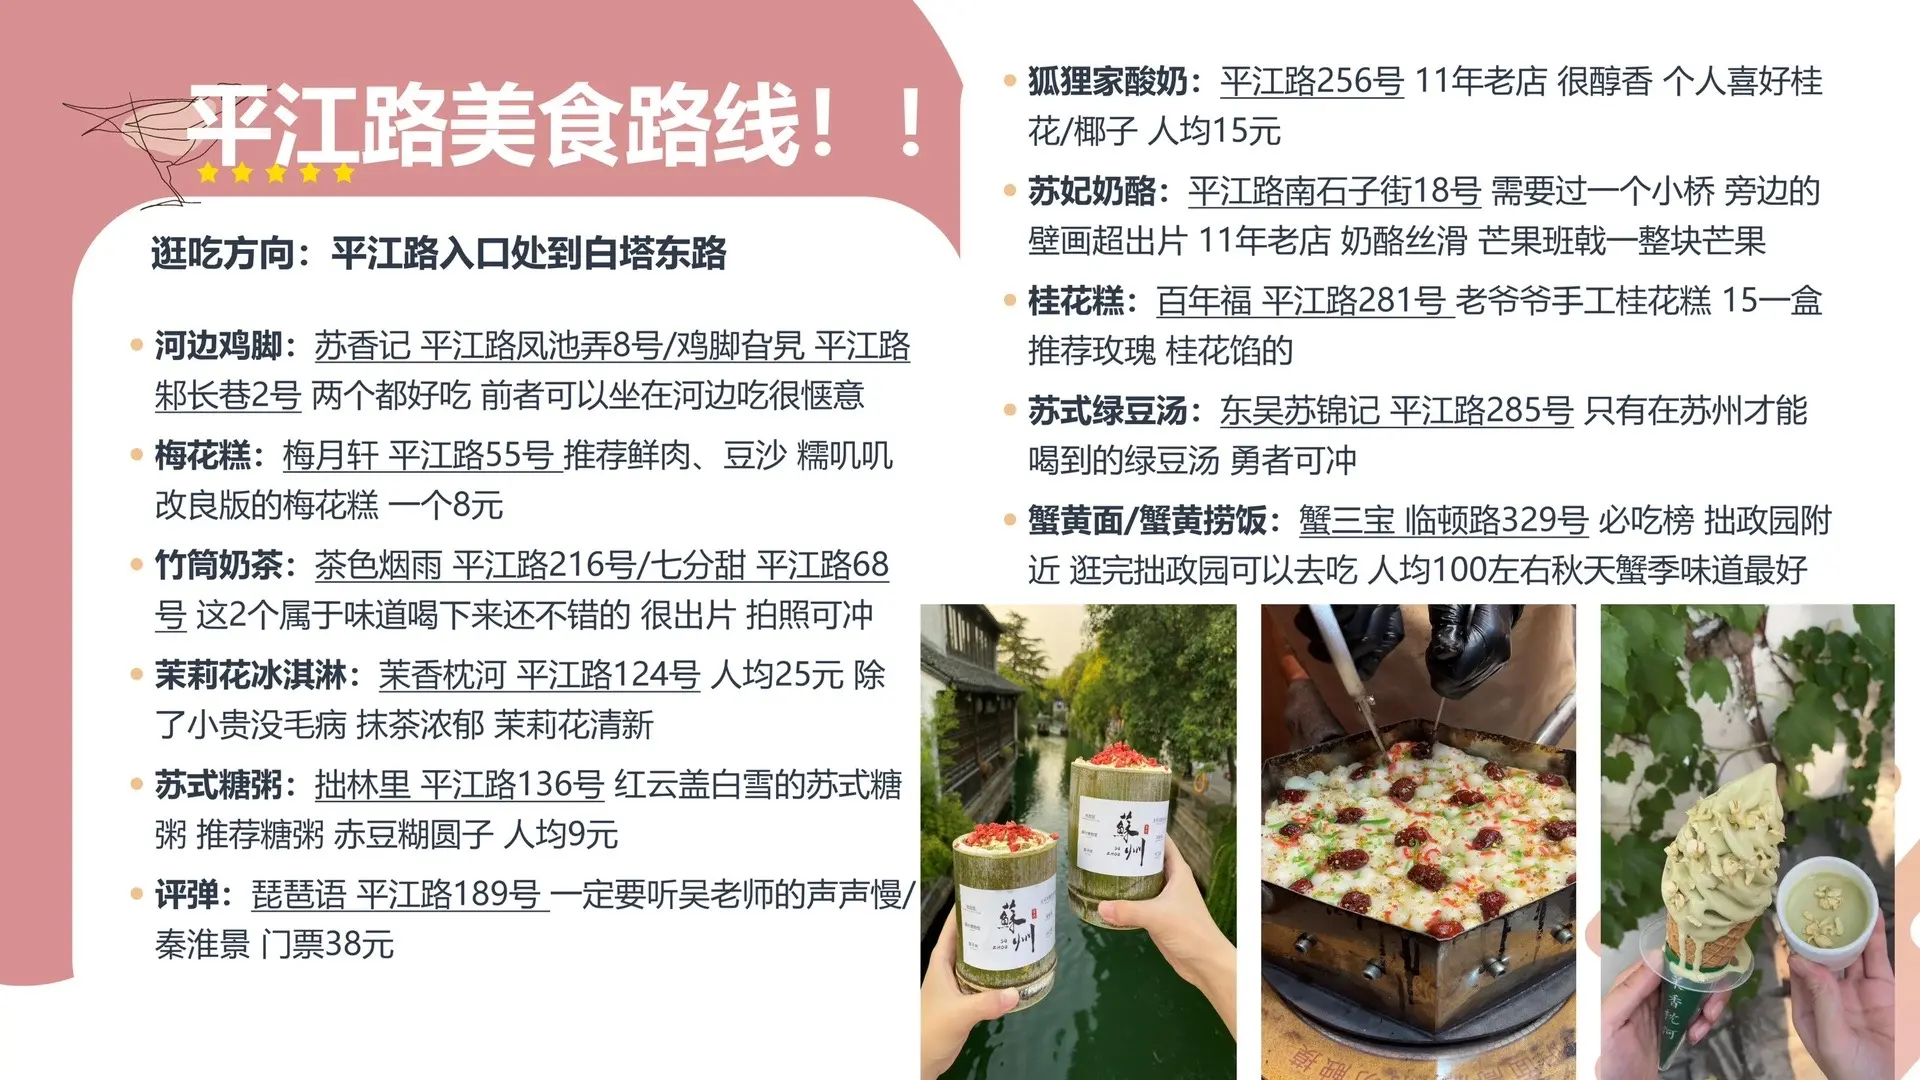 平江路美食路线！！
逛吃方向：平江路入口处到白塔东路
河边鸡脚：苏香记 平江路凤池弄8号/鸡脚旮旯 平江路
邾长巷2号 两个都好吃 前者可以坐在河边吃很惬意
梅花糕：梅月轩 平江路55号 推荐鲜肉、豆沙 糯叽叽
改良版的梅花糕 一个8元
竹筒奶茶：茶色烟雨 平江路216号/七分甜 平江路68
号 这2个属于味道喝下来还不错的 很出片 拍照可冲
茉莉花冰淇淋：茉香枕河 平江路124号 人均25元 除
了小贵没毛病 抹茶浓郁 茉莉花清新
苏式糖粥：拙林里 平江路136号 红云盖白雪的苏式糖
粥 推荐糖粥 赤豆糊圆子 人均9元
评弹：琵琶语 平江路189号 一定要听吴老师的声声慢/
秦淮景 门票38元
狐狸家酸奶：平江路256号 11年老店 很醇香 个人喜好桂
花/椰子 人均15元
苏妃奶酪：平江路南石子街18号 需要过一个小桥 旁边的
壁画超出片 11年老店 奶酪丝滑 芒果班戟一整块芒果
桂花糕：百年福 平江路281号 老爷爷手工桂花糕 15一盒
推荐玫瑰 桂花馅的
苏式绿豆汤：东吴苏锦记 平江路285号 只有在苏州才能
喝到的绿豆汤 勇者可冲
蟹黄面/蟹黄捞饭：蟹三宝 临顿路329号 必吃榜 拙政园附
近 逛完拙政园可以去吃 人均100左右秋天蟹季味道最好
蘇州
SU
ZHOU
蘇州
SU
ZHOU
茉香枕河